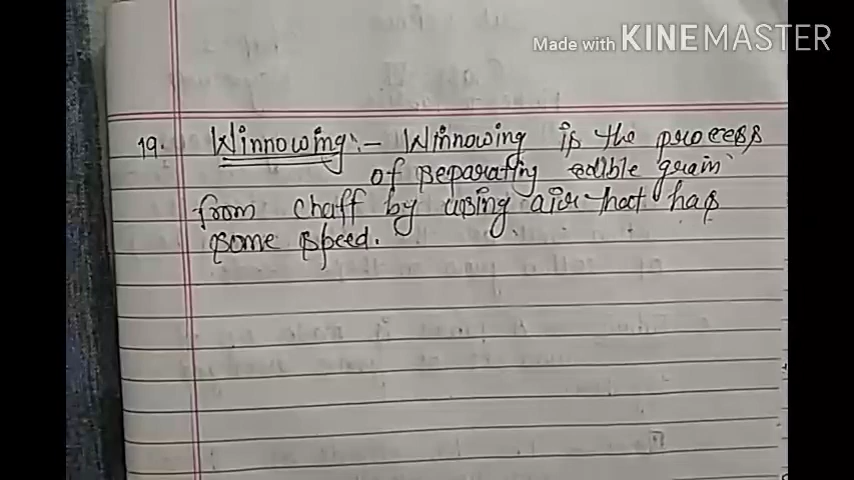 Made with KINEMASTER
19. Winnowing :- Winnowing is the process
of separating edible grain
from chaff by using air that has
some speed.